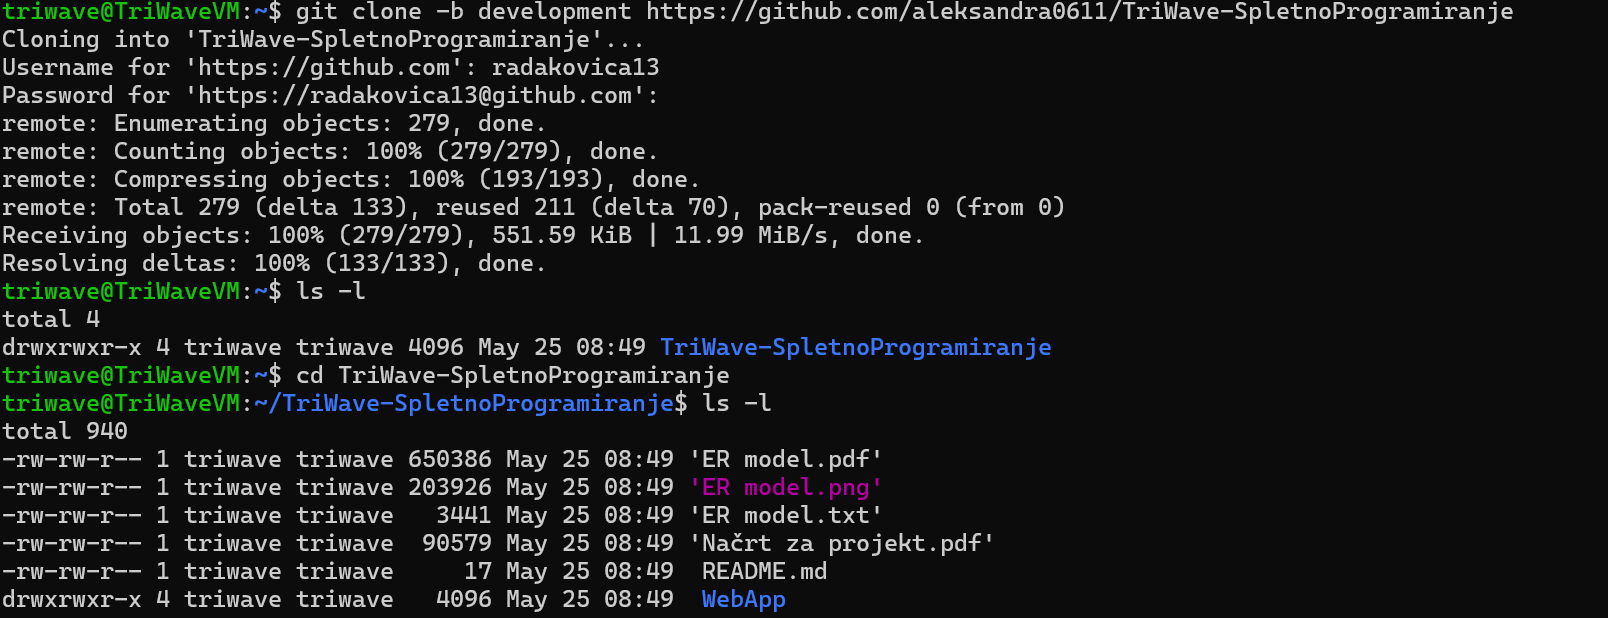 triwave@TriWaveVM:~$ git clone -b development https://github.com/aleksandra0611/TriWave-SpletnoProgramiranje
Cloning into 'TriWave-SpletnoProgramiranje'...
Username for 'https://github.com': radakovica13
Password for 'https://radakovica13@github.com':
remote: Enumerating objects: 279, done.
remote: Counting objects: 100% (279/279), done.
remote: Compressing objects: 100% (193/193), done.
remote: Total 279 (delta 133), reused 211 (delta 70), pack-reused 0 (from 0)
Receiving objects: 100% (279/279), 551.59 KiB | 11.99 MiB/s, done.
Resolving deltas: 100% (133/133), done.
triwave@TriWaveVM:~$ ls -l
total 4
drwxrwxr-x 4 triwave triwave 4096 May 25 08:49 TriWave-SpletnoProgramiranje
triwave@TriWaveVM:~$ cd TriWave-SpletnoProgramiranje
triwave@TriWaveVM:~/TriWave-SpletnoProgramiranje$ ls -l
total 940
-rw-rw-r-- 1 triwave triwave 650386 May 25 08:49 'ER model.pdf'
-rw-rw-r-- 1 triwave triwave 203926 May 25 08:49 'ER model.png'
-rw-rw-r-- 1 triwave triwave   3441 May 25 08:49 'ER model.txt'
-rw-rw-r-- 1 triwave triwave  90579 May 25 08:49 'Načrt za projekt.pdf'
-rw-rw-r-- 1 triwave triwave     17 May 25 08:49  README.md
drwxrwxr-x 4 triwave triwave   4096 May 25 08:49  WebApp